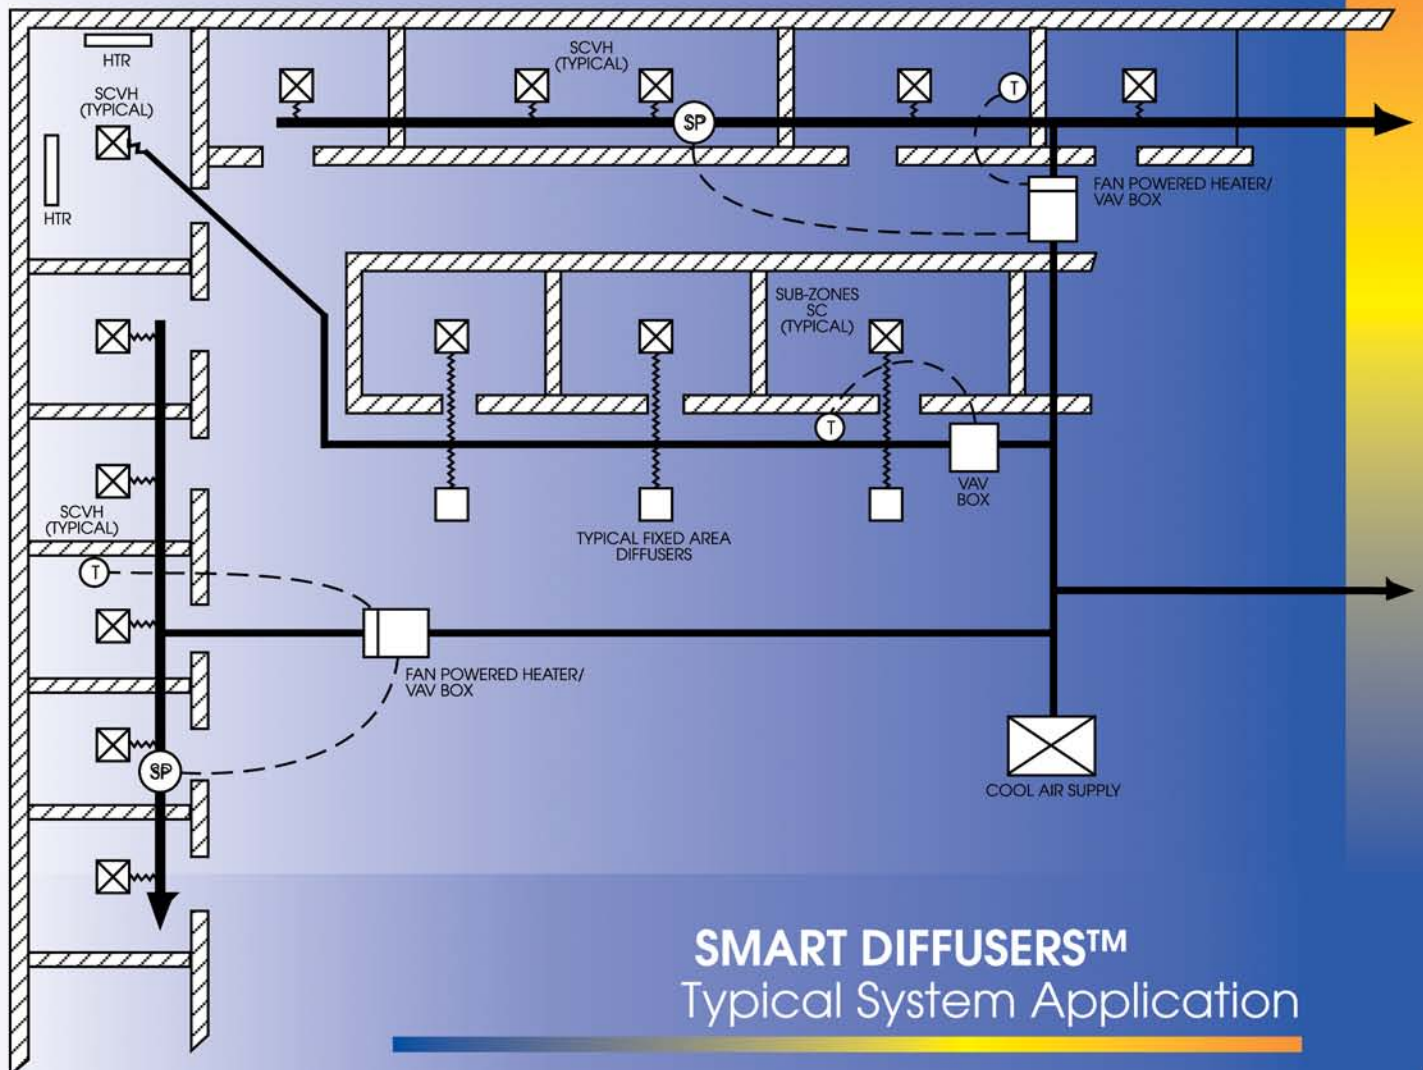 HTR
SCVH
(TYPICAL)
HTR
SCVH
(TYPICAL)
SP
T
FAN POWERED HEATER/
VAV BOX
SUB-ZONES
SC
(TYPICAL)
T
VAV
BOX
TYPICAL FIXED AREA
DIFFUSERS
SCVH
(TYPICAL)
T
FAN POWERED HEATER/
VAV BOX
SP
COOL AIR SUPPLY
SMART DIFFUSERS™
Typical System Application